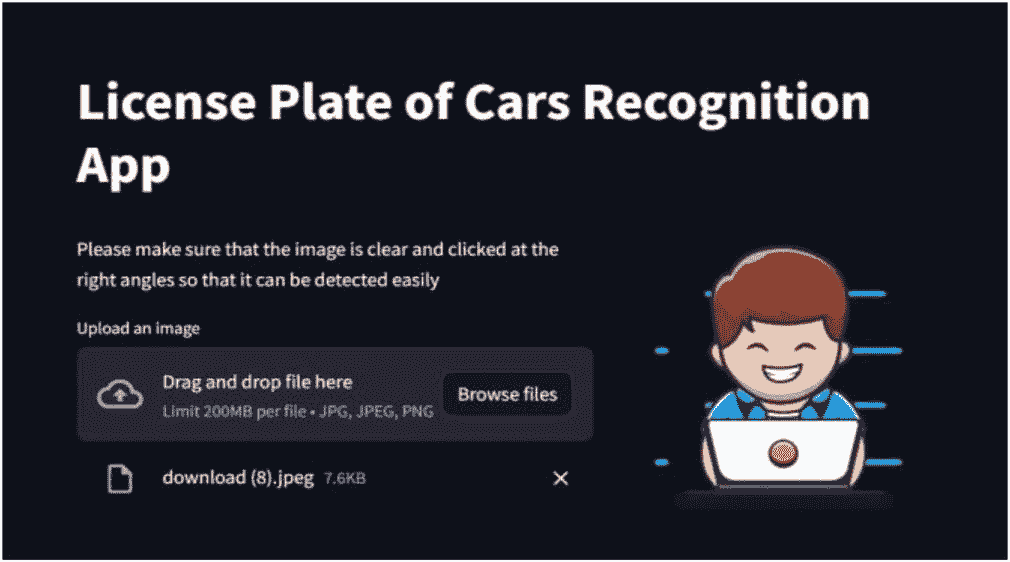 License Plate of Cars Recognition
App
Please make sure that the image is clear and clicked at the
right angles so that it can be detected easily
Upload an image
Drag and drop file here
Limit 200MB per file • JPG, JPEG, PNG
Browse files
download (8).jpeg 7.6KB